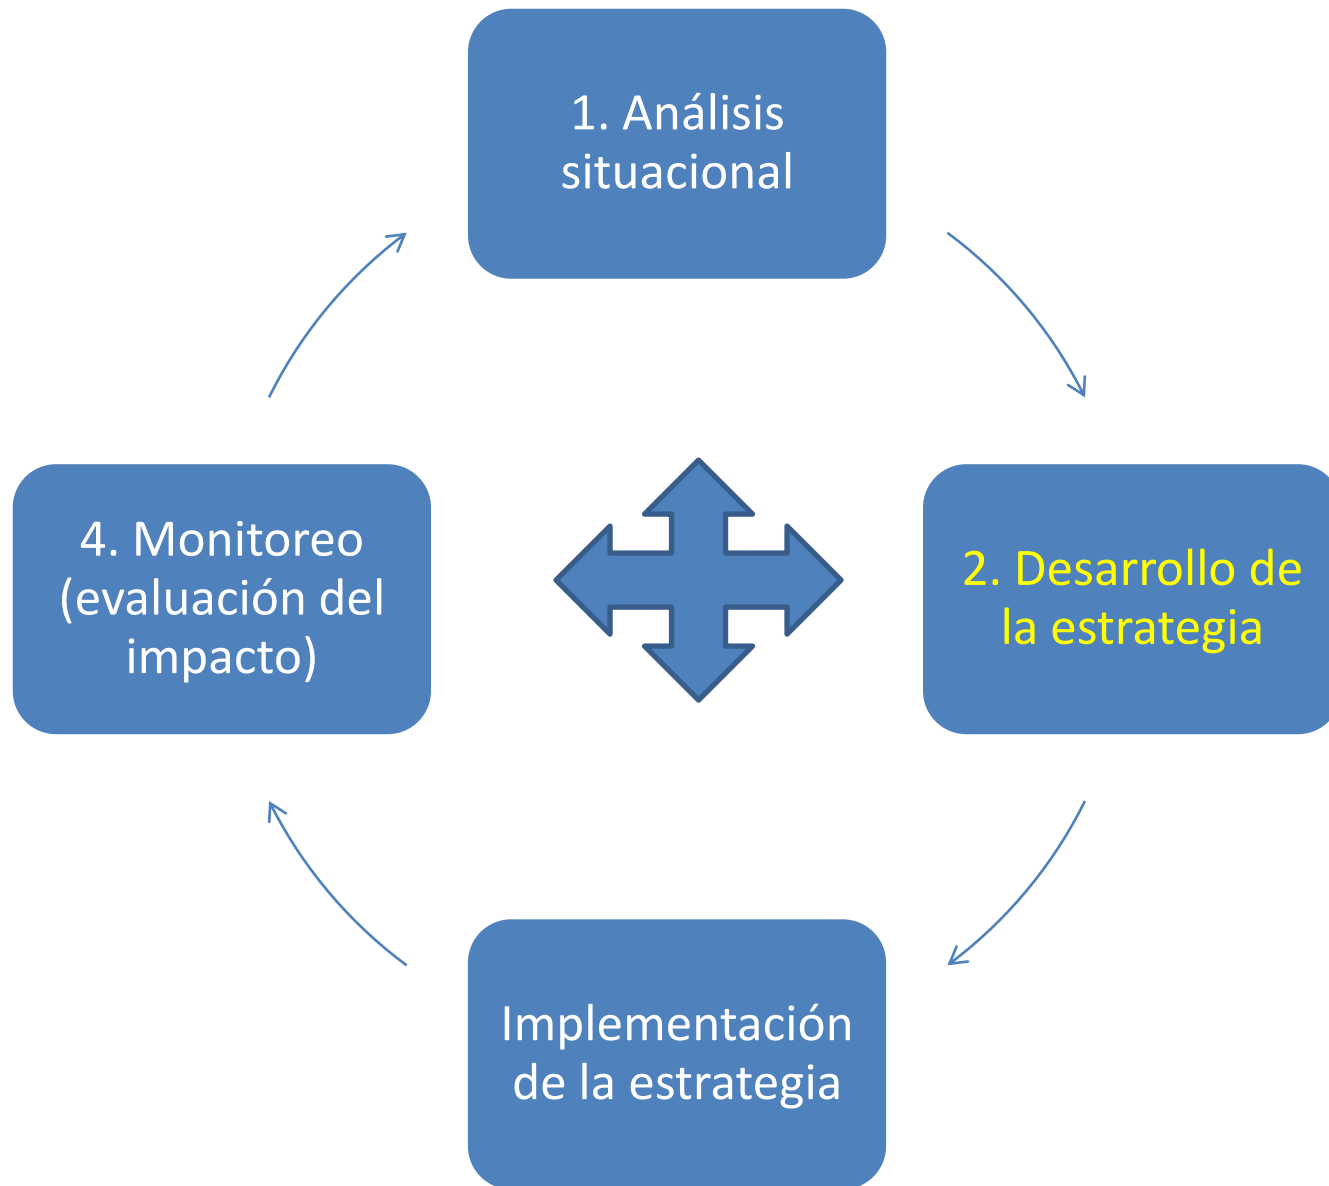 1. Análisis
situacional
2. Desarrollo de
la estrategia
Implementación
de la estrategia
4. Monitoreo
(evaluación del
impacto)